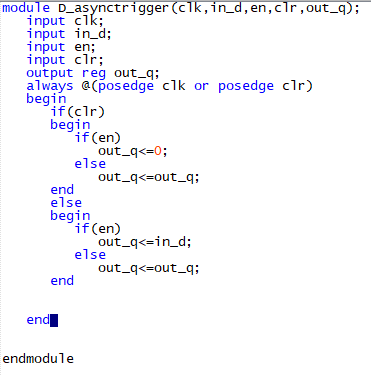 module D_asynctrigger(clk,in_d,en,clr,out_q);
   input clk;
   input in_d;
   input en;
   input clr;
   output reg out_q;
   always @(posedge clk or posedge clr)
   begin
      if(clr)
      begin
         if(en)
            out_q<=0;
         else
            out_q<=out_q;
      end
      else
      begin
         if(en)
            out_q<=in_d;
         else
            out_q<=out_q;
      end
   end
endmodule